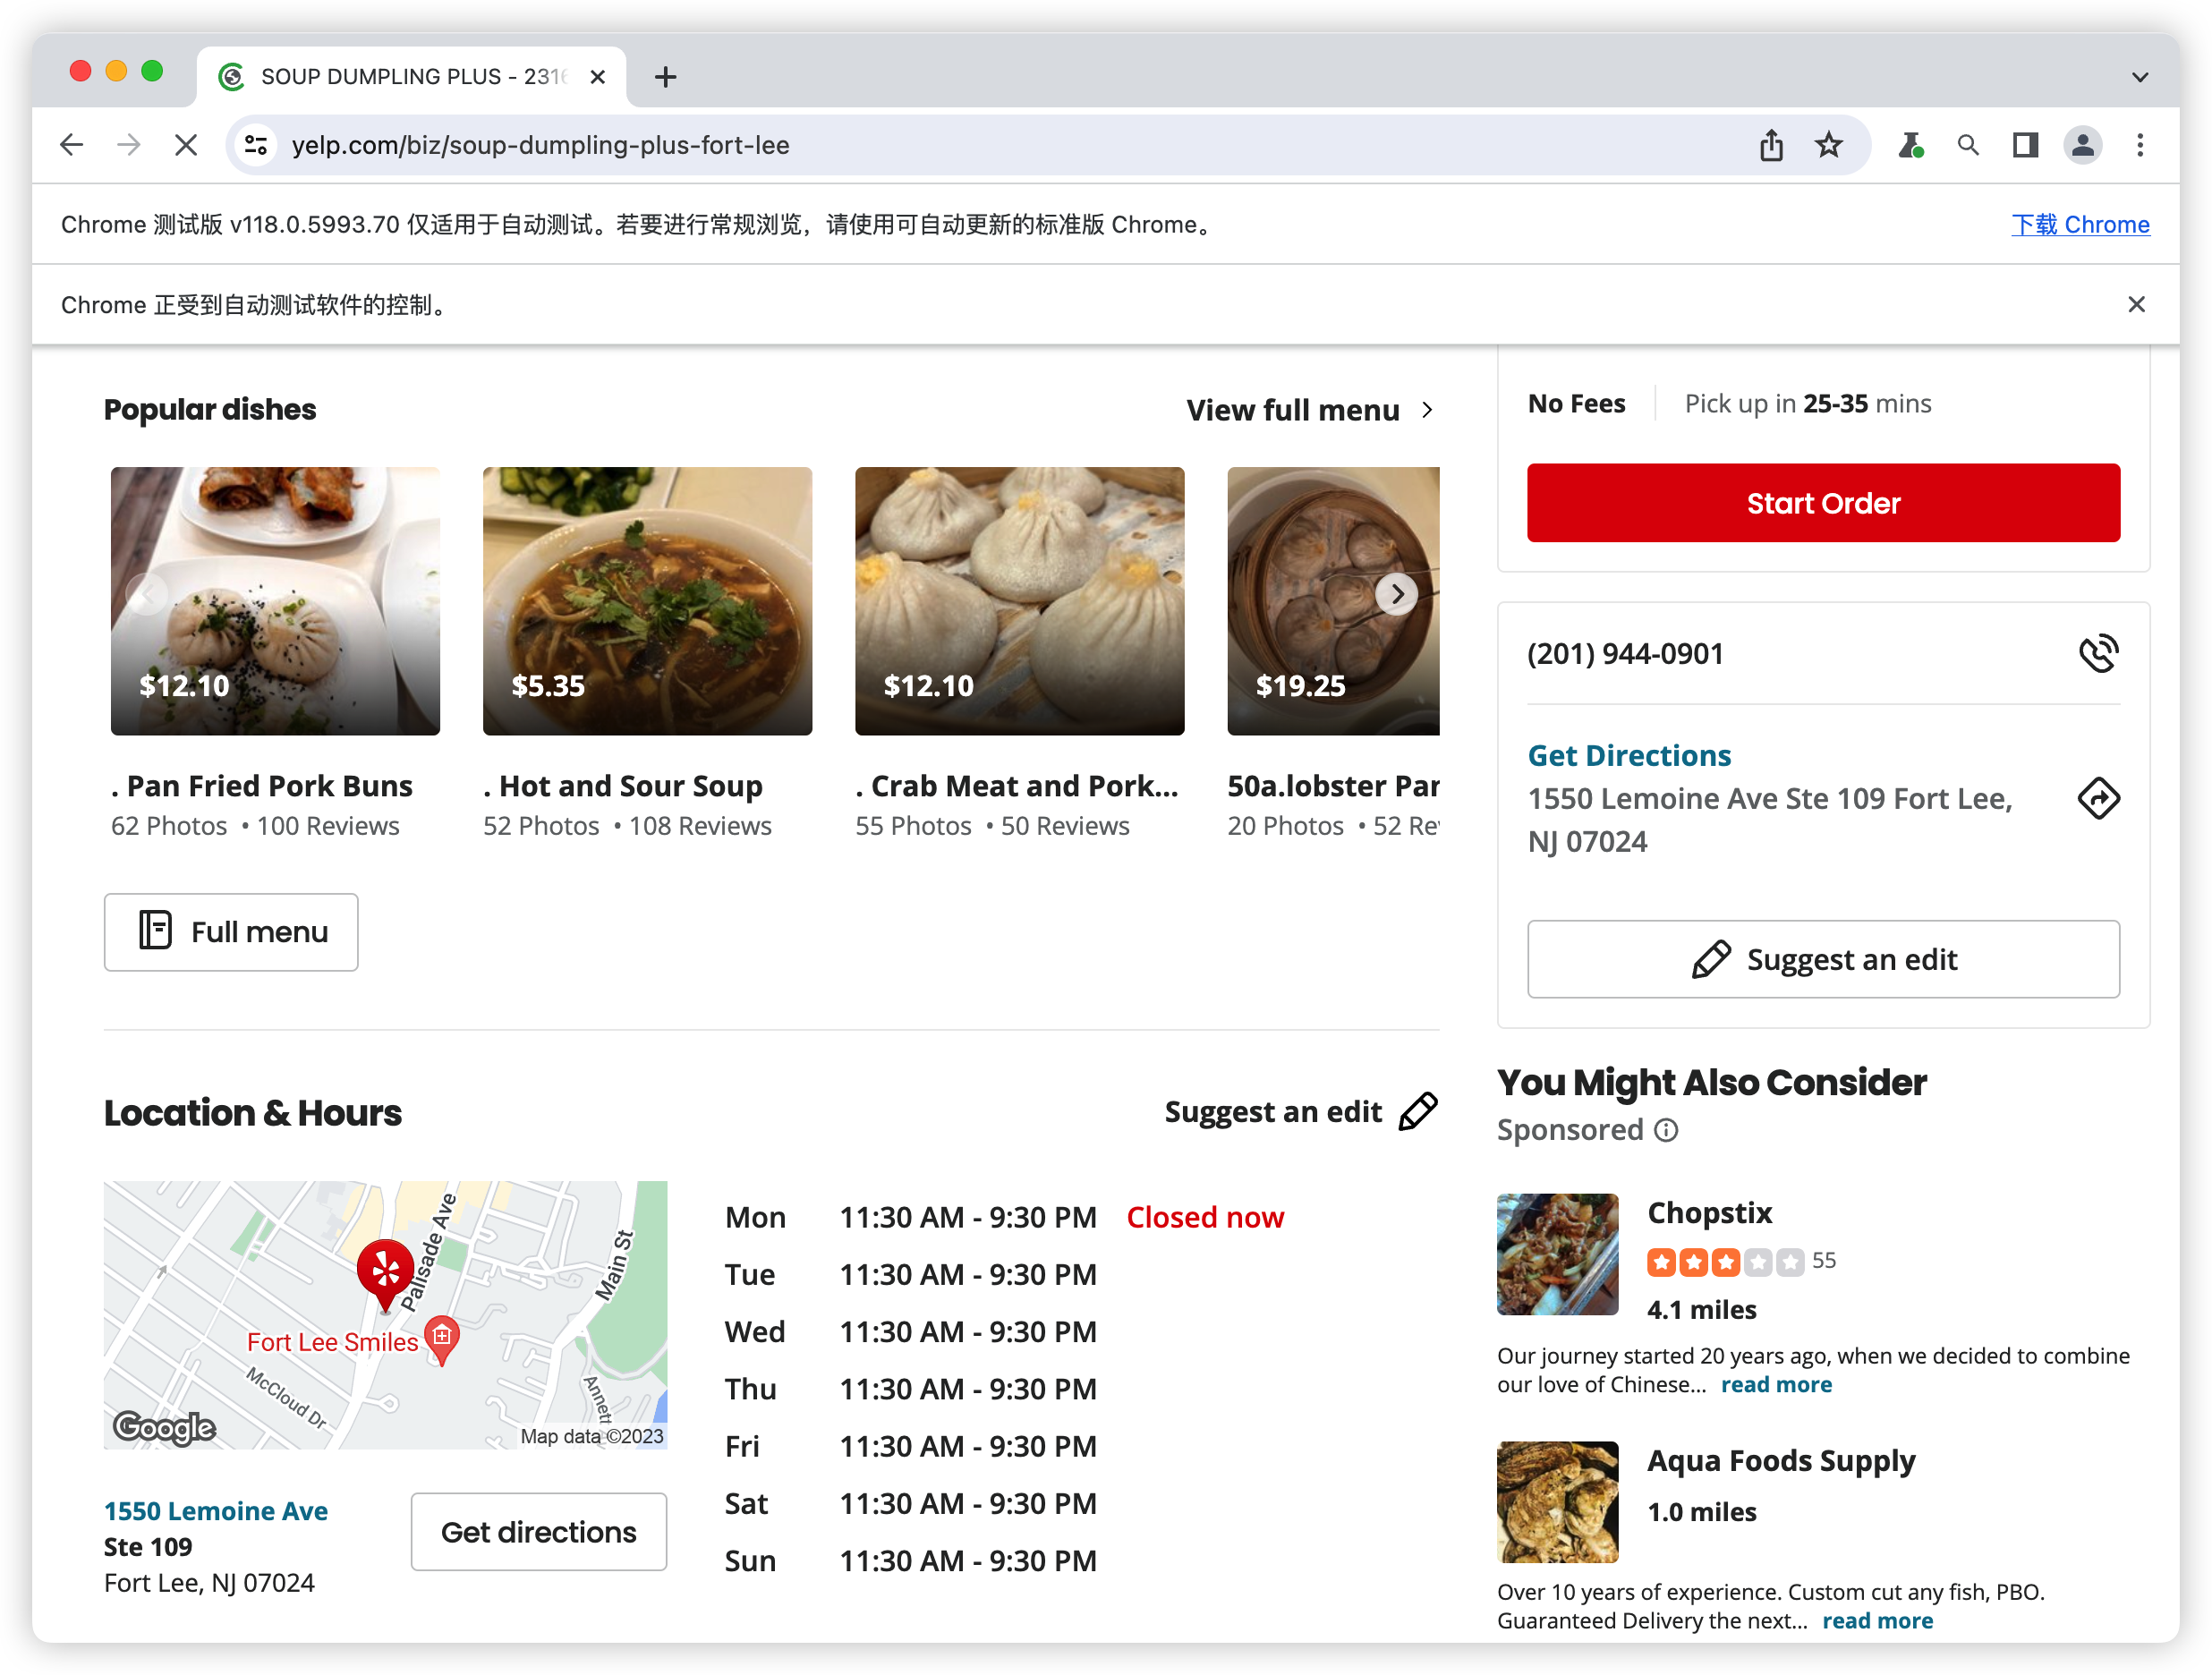 SOUP DUMPLING PLUS - 2316
yelp.com/biz/soup-dumpling-plus-fort-lee
Chrome 测试版 v118.0.5993.70 仅适用于自动测试。若要进行常规浏览，请使用可自动更新的标准版 Chrome。
下载 Chrome
Chrome 正受到自动测试软件的控制。
Popular dishes
View full menu
$12.10
$5.35
$12.10
$19.25
. Pan Fried Pork Buns
62 Photos • 100 Reviews
. Hot and Sour Soup
52 Photos • 108 Reviews
. Crab Meat and Pork...
55 Photos • 50 Reviews
50a.lobster Par
20 Photos • 52 Re
Full menu
Location & Hours
Suggest an edit
Palisade Ave
Main St
Fort Lee Smiles
McCloud Dr
Annett
Google
Map data ©2023
1550 Lemoine Ave
Ste 109
Fort Lee, NJ 07024
Get directions
Mon 11:30 AM - 9:30 PM Closed now
Tue 11:30 AM - 9:30 PM
Wed 11:30 AM - 9:30 PM
Thu 11:30 AM - 9:30 PM
Fri 11:30 AM - 9:30 PM
Sat 11:30 AM - 9:30 PM
Sun 11:30 AM - 9:30 PM
No Fees
Pick up in 25-35 mins
Start Order
(201) 944-0901
Get Directions
1550 Lemoine Ave Ste 109 Fort Lee,
NJ 07024
Suggest an edit
You Might Also Consider
Sponsored
Chopstix
55
4.1 miles
Our journey started 20 years ago, when we decided to combine
our love of Chinese... read more
Aqua Foods Supply
1.0 miles
Over 10 years of experience. Custom cut any fish, PBO.
Guaranteed Delivery the next... read more